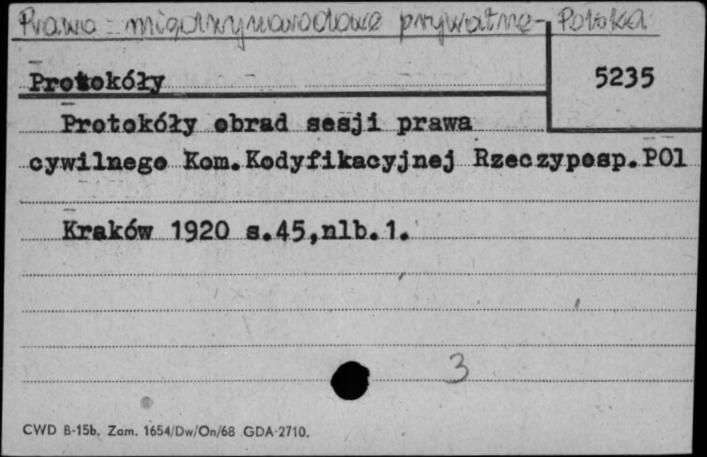 Prawo - międzynarodowe prywatne - Polska
Protokóły
5235
Protokóły obrad sesji prawa
cywilnego Kom.Kodyfikacyjnej Rzeczyposp.POl
Kraków 1920 s.45,nlb.1.
3
CWD B-15b. Zam. 1654/Dw/On/68 GDA-2710.